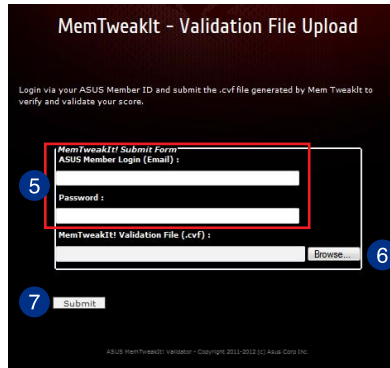 MemTweakIt - Validation File Upload
Login via your ASUS Member ID and submit the .cvf file generated by Mem TweakIt to
verify and validate your score.
MemTweakIt! Submit Form
ASUS Member Login (Email) :
5
Password :
MemTweakIt! Validation File (.cvf) :
Browse...
6
7
Submit
ASUS MemTweakIt! Validator - Copyright 2011-2012 (c) Asus Corp Inc.